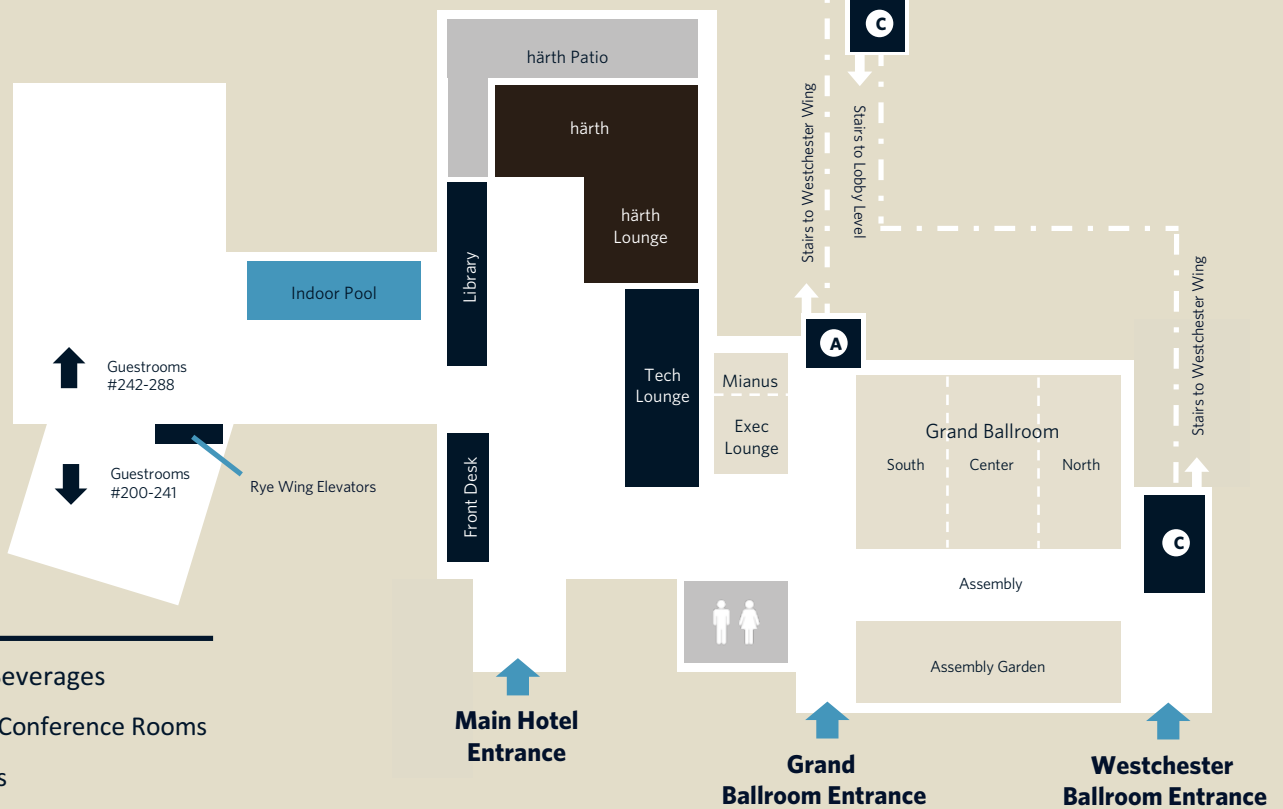 C
härth Patio
härth
härth
Lounge
Stairs to Westchester Wing
Stairs to Lobby Level
Library
Indoor Pool
Stairs to Westchester Wing
A
Guestrooms
#242-288
Tech
Lounge
Mianus
Exec
Lounge
Grand Ballroom
South
Center
North
Guestrooms
#200-241
Rye Wing Elevators
Front Desk
C
Assembly
Assembly Garden
Conference Rooms
Main Hotel
Entrance
Grand
Ballroom Entrance
Westchester
Ballroom Entrance